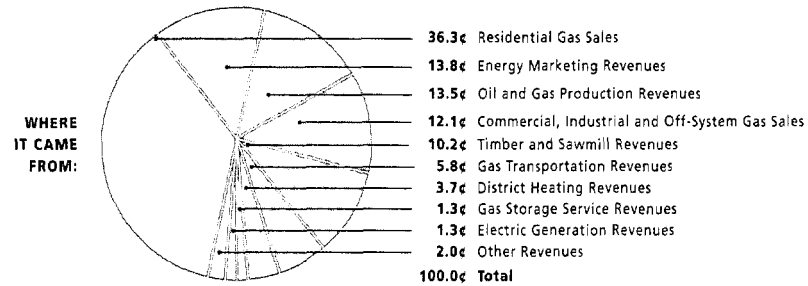 WHERE
IT CAME
FROM:
36.3¢ Residential Gas Sales
13.8¢ Energy Marketing Revenues
13.5¢ Oil and Gas Production Revenues
12.1¢ Commercial, Industrial and Off-System Gas Sales
10.2¢ Timber and Sawmill Revenues
5.8¢ Gas Transportation Revenues
3.7¢ District Heating Revenues
1.3¢ Gas Storage Service Revenues
1.3¢ Electric Generation Revenues
2.0¢ Other Revenues
100.0¢ Total